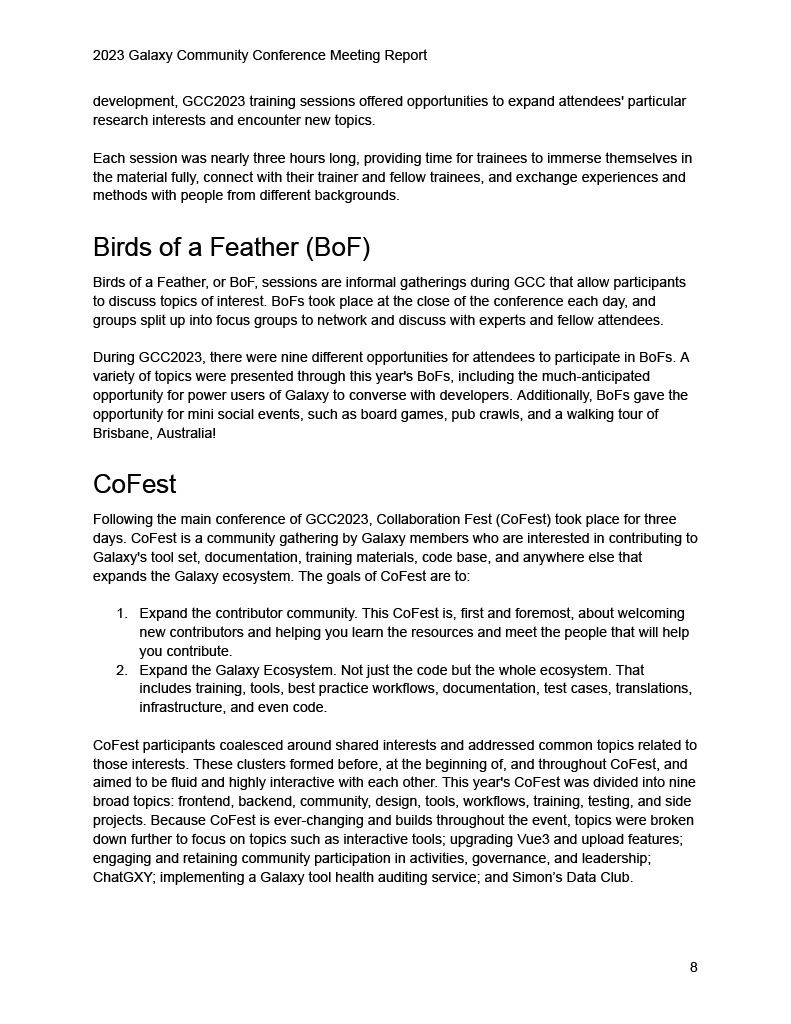 2023 Galaxy Community Conference Meeting Report
development, GCC2023 training sessions offered opportunities to expand attendees' particular
research interests and encounter new topics.
Each session was nearly three hours long, providing time for trainees to immerse themselves in
the material fully, connect with their trainer and fellow trainees, and exchange experiences and
methods with people from different backgrounds.
Birds of a Feather (BoF)
Birds of a Feather, or BoF, sessions are informal gatherings during GCC that allow participants
to discuss topics of interest. BoFs took place at the close of the conference each day, and
groups split up into focus groups to network and discuss with experts and fellow attendees.
During GCC2023, there were nine different opportunities for attendees to participate in BoFs. A
variety of topics were presented through this year's BoFs, including the much-anticipated
opportunity for power users of Galaxy to converse with developers. Additionally, BoFs gave the
opportunity for mini social events, such as board games, pub crawls, and a walking tour of
Brisbane, Australia!
CoFest
Following the main conference of GCC2023, Collaboration Fest (CoFest) took place for three
days. CoFest is a community gathering by Galaxy members who are interested in contributing to
Galaxy's tool set, documentation, training materials, code base, and anywhere else that
expands the Galaxy ecosystem. The goals of CoFest are to:
1. Expand the contributor community. This CoFest is, first and foremost, about welcoming
new contributors and helping you learn the resources and meet the people that will help
you contribute.
2. Expand the Galaxy Ecosystem. Not just the code but the whole ecosystem. That
includes training, tools, best practice workflows, documentation, test cases, translations,
infrastructure, and even code.
CoFest participants coalesced around shared interests and addressed common topics related to
those interests. These clusters formed before, at the beginning of, and throughout CoFest, and
aimed to be fluid and highly interactive with each other. This year's CoFest was divided into nine
broad topics: frontend, backend, community, design, tools, workflows, training, testing, and side
projects. Because CoFest is ever-changing and builds throughout the event, topics were broken
down further to focus on topics such as interactive tools; upgrading Vue3 and upload features;
engaging and retaining community participation in activities, governance, and leadership;
ChatGXY; implementing a Galaxy tool health auditing service; and Simon’s Data Club.
8